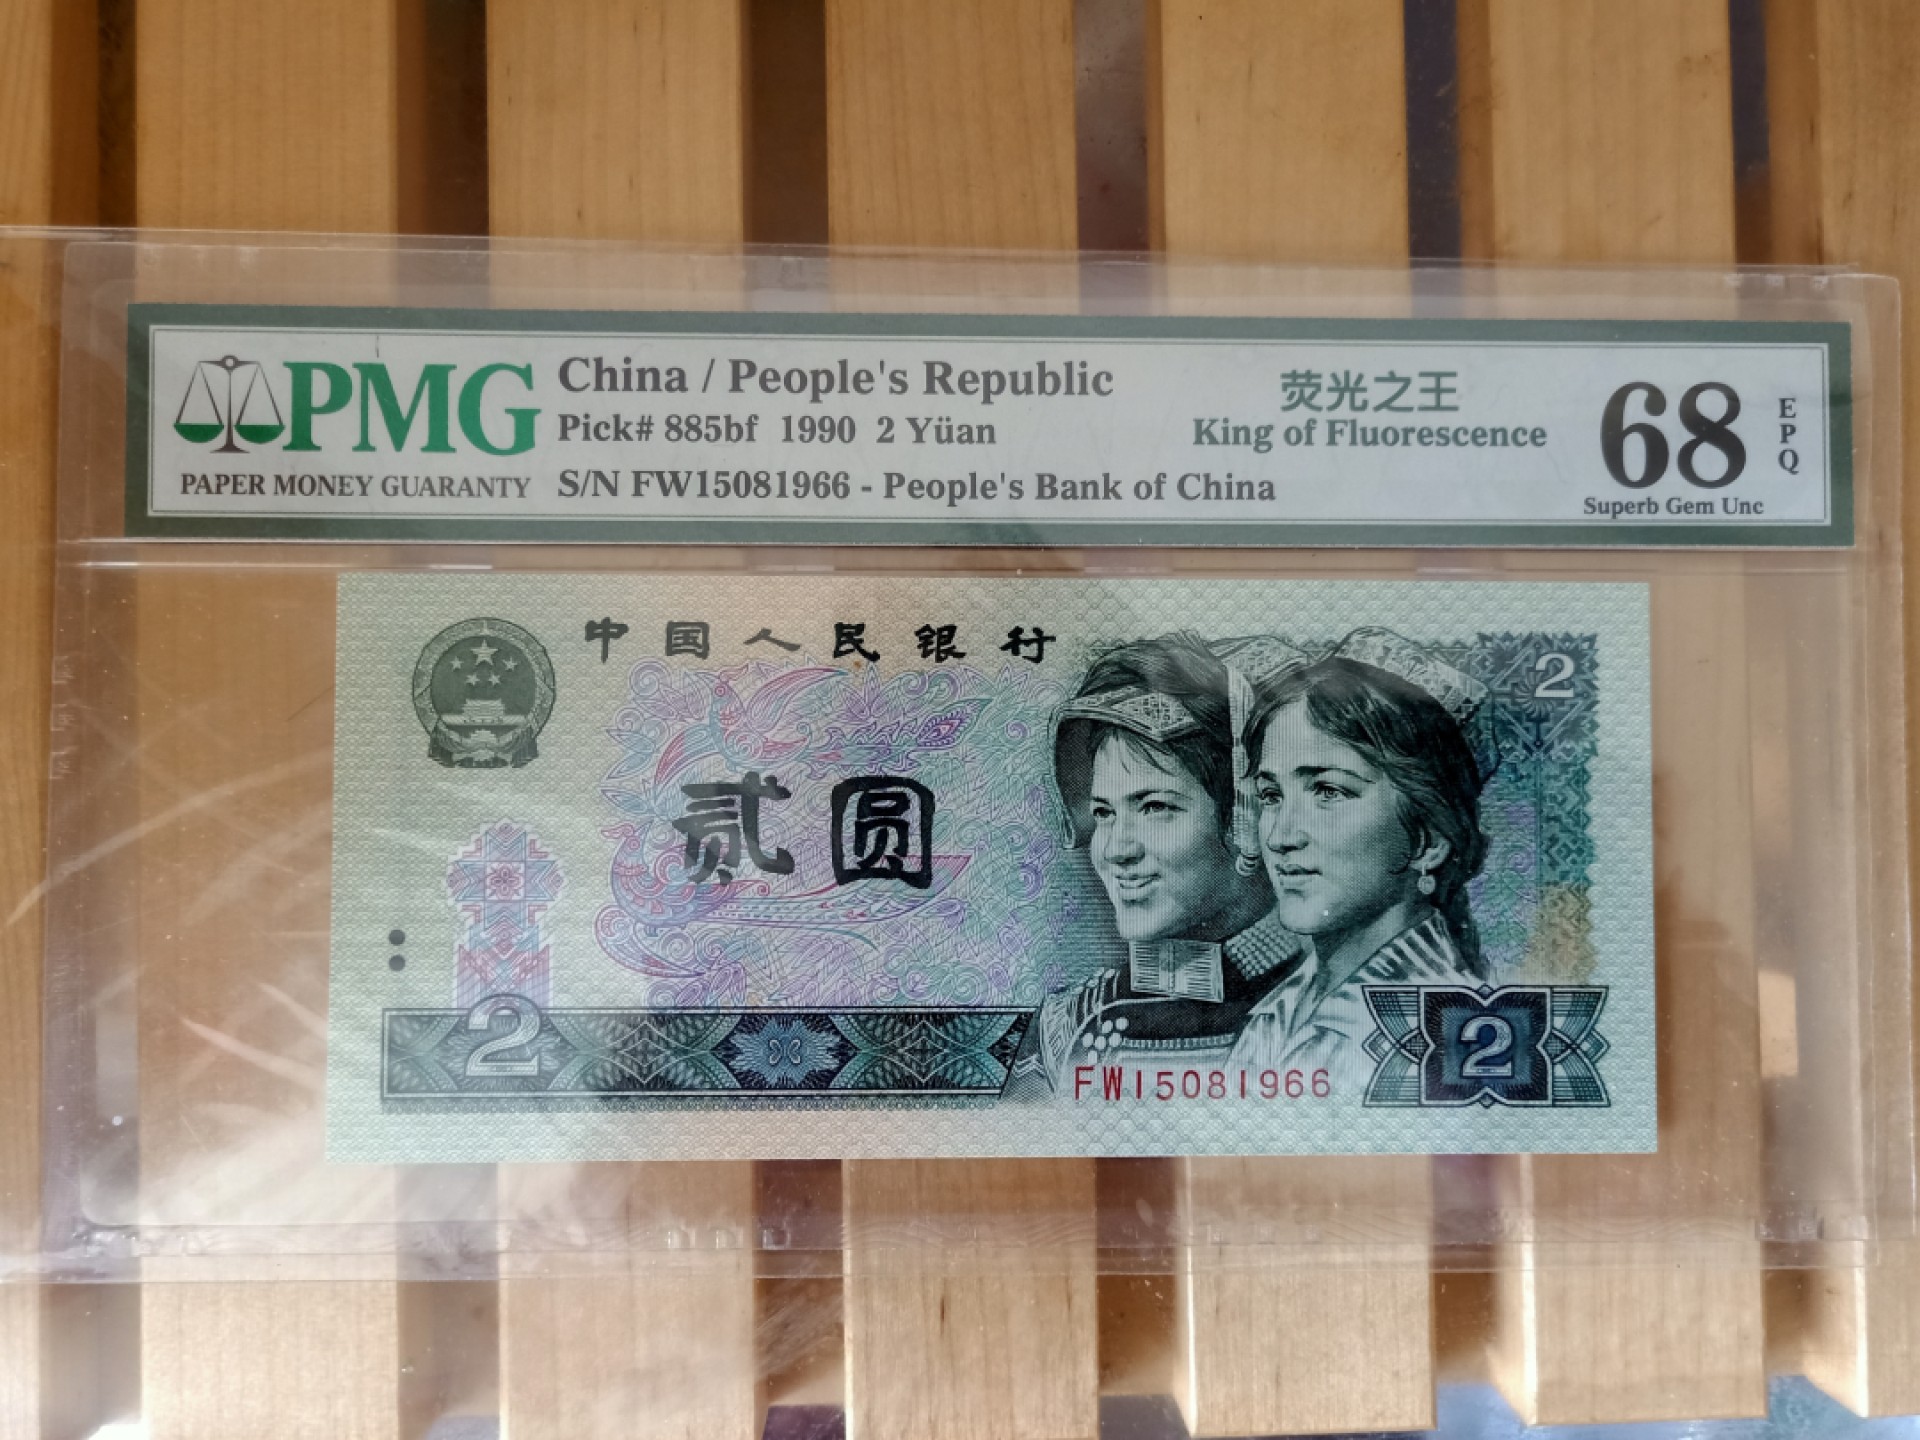 PMG
PAPER MONEY GUARANTY
China / People's Republic
Pick# 885bf 1990 2 Yüan
S/N FW15081966 - People's Bank of China
荧光之王
King of Fluorescence
68
EPQ
Superb Gem Unc
中国人民银行
2
贰圆
2
FW15081966
2